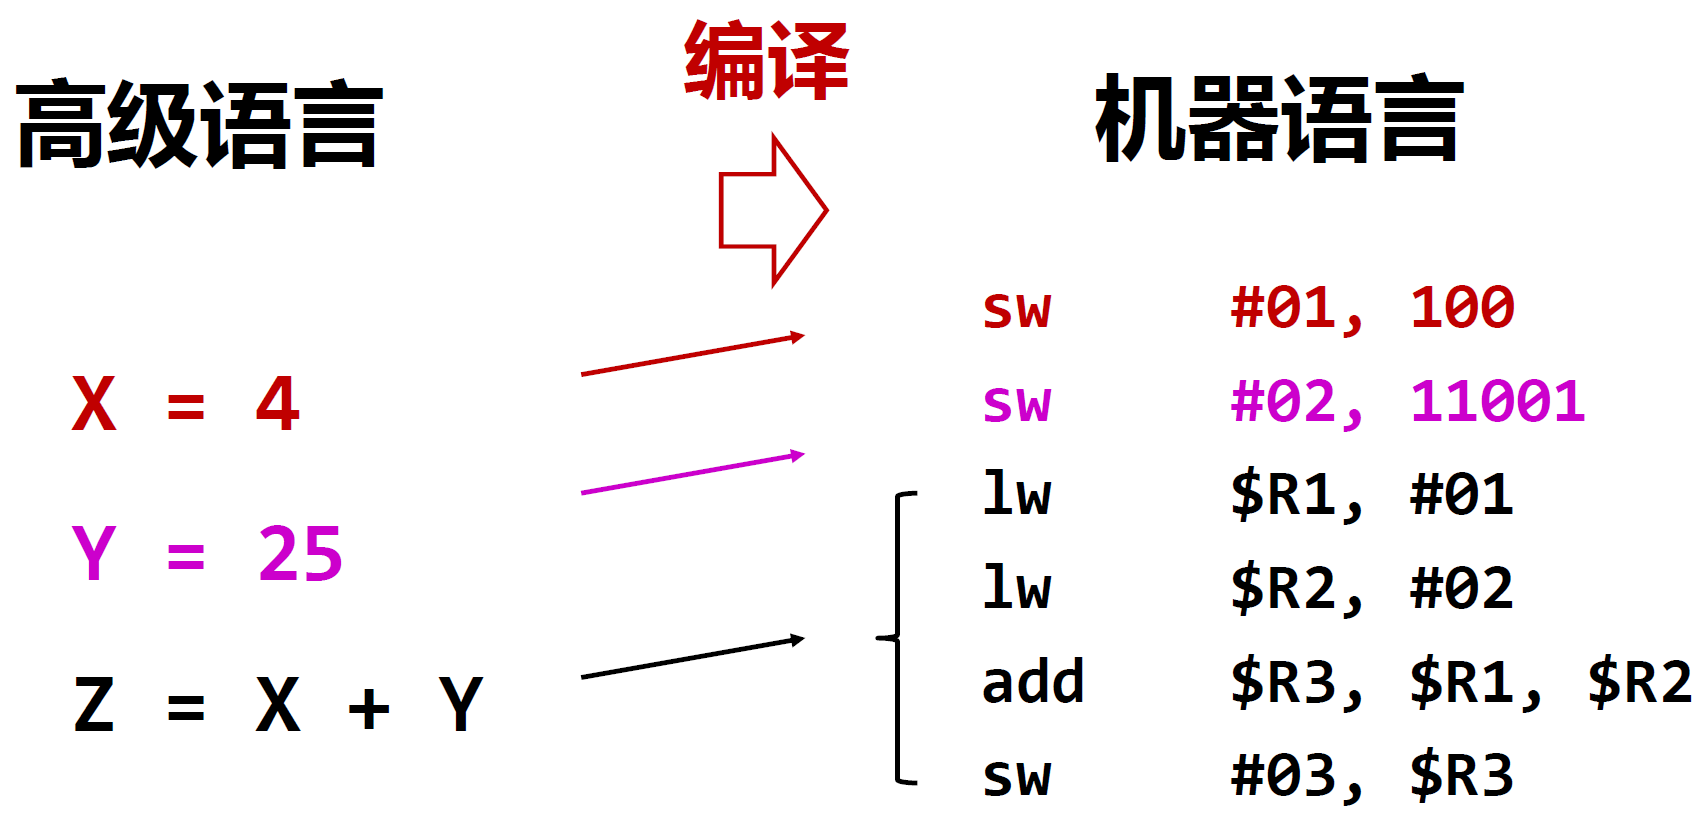 编译
高级语言
机器语言
X = 4
Y = 25
Z = X + Y
sw #01, 100
sw #02, 11001
lw $R1, #01
lw $R2, #02
add $R3, $R1, $R2
sw #03, $R3